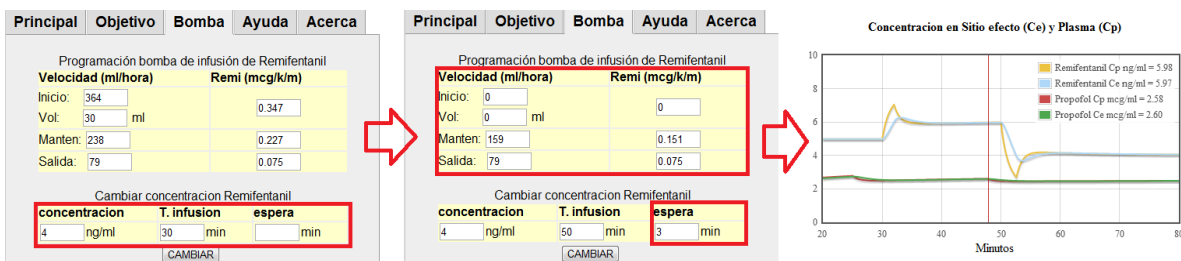 Principal Objetivo Bomba Ayuda Acerca
Programación bomba de infusión de Remifentanil
Velocidad (ml/hora) Remi (mcg/k/m)
Inicio: 364
0.347
Vol: 30 ml
Manten: 238 0.227
Salida: 79 0.075
Cambiar concentracion Remifentanil
concentracion T. infusion espera
4 ng/ml 30 min min
CAMBIAR
Principal Objetivo Bomba Ayuda Acerca
Programación bomba de infusión de Remifentanil
Velocidad (ml/hora) Remi (mcg/k/m)
Inicio: 0
0
Vol: 0 ml
Manten: 159 0.151
Salida: 79 0.075
Cambiar concentracion Remifentanil
concentracion T. infusion espera
4 ng/ml 50 min 3 min
CAMBIAR
Concentracion en Sitio efecto (Ce) y Plasma (Cp)
10
8
6
4
2
0
Remifentanil Cp ng/ml = 5.98
Remifentanil Ce ng/ml = 5.97
Propofol Cp mcg/ml = 2.58
Propofol Ce mcg/ml = 2.60
20 30 40 50 60 70 80
Minutos